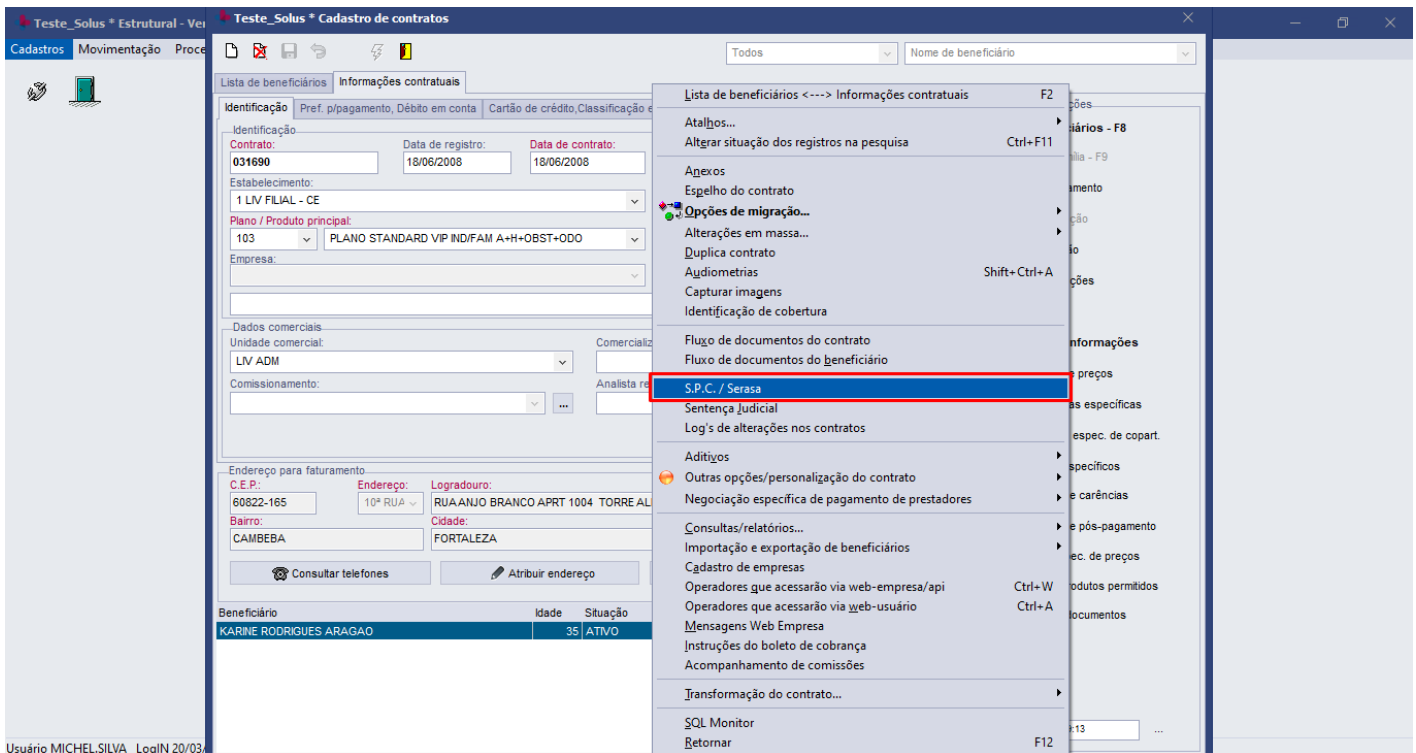 Teste_Solus * Estrutural - Ver
Teste_Solus * Cadastro de contratos
Cadastros Movimentação Proce
Todos
Nome de beneficiário
Lista de beneficiários Informações contratuais
Identificação Pref. p/pagamento, Débito em conta Cartão de crédito,Classificação e
Identificação
Contrato: Data de registro: Data de contrato:
031690 18/06/2008 18/06/2008
Estabelecimento:
1 LIV FILIAL - CE
Plano / Produto principal:
103 PLANO STANDARD VIP IND/FAM A+H+OBST+ODO
Empresa:
Dados comerciais
Unidade comercial: Comercializ
LIV ADM
Comissionamento: Analista re
...
Endereço para faturamento
C.E.P.: Endereço: Logradouro:
60822-165 10ª RUA RUA ANJO BRANCO APRT 1004 TORRE AL
Bairro: Cidade:
CAMBEBA FORTALEZA
Consultar telefones Atribuir endereço
Beneficiário Idade Situação
KARINE RODRIGUES ARAGAO 35 ATIVO
Lista de beneficiários <---> Informações contratuais F2
Atalhos...
Alterar situação dos registros na pesquisa Ctrl+F11
Anexos
Espelho do contrato
Opções de migração...
Alterações em massa...
Duplica contrato
Audiometrias Shift+Ctrl+A
Capturar imagens
Identificação de cobertura
Fluxo de documentos do contrato
Fluxo de documentos do beneficiário
S.P.C. / Serasa
Sentença Judicial
Log's de alterações nos contratos
Aditivos
Outras opções/personalização do contrato
Negociação específica de pagamento de prestadores
Consultas/relatórios...
Importação e exportação de beneficiários
Cadastro de empresas
Operadores que acessarão via web-empresa/api Ctrl+W
Operadores que acessarão via web-usuário Ctrl+A
Mensagens Web Empresa
Instruções do boleto de cobrança
Acompanhamento de comissões
Transformação do contrato...
SQL Monitor
Retornar F12
ções
iários - F8
ília - F9
amento
ção
ão
ções
nformações
e preços
as específicas
espec. de copart.
specíficos
e carências
e pós-pagamento
ec. de preços
rodutos permitidos
documentos
9:13
...
Usuário MICHEL.SILVA LogIN 20/03/